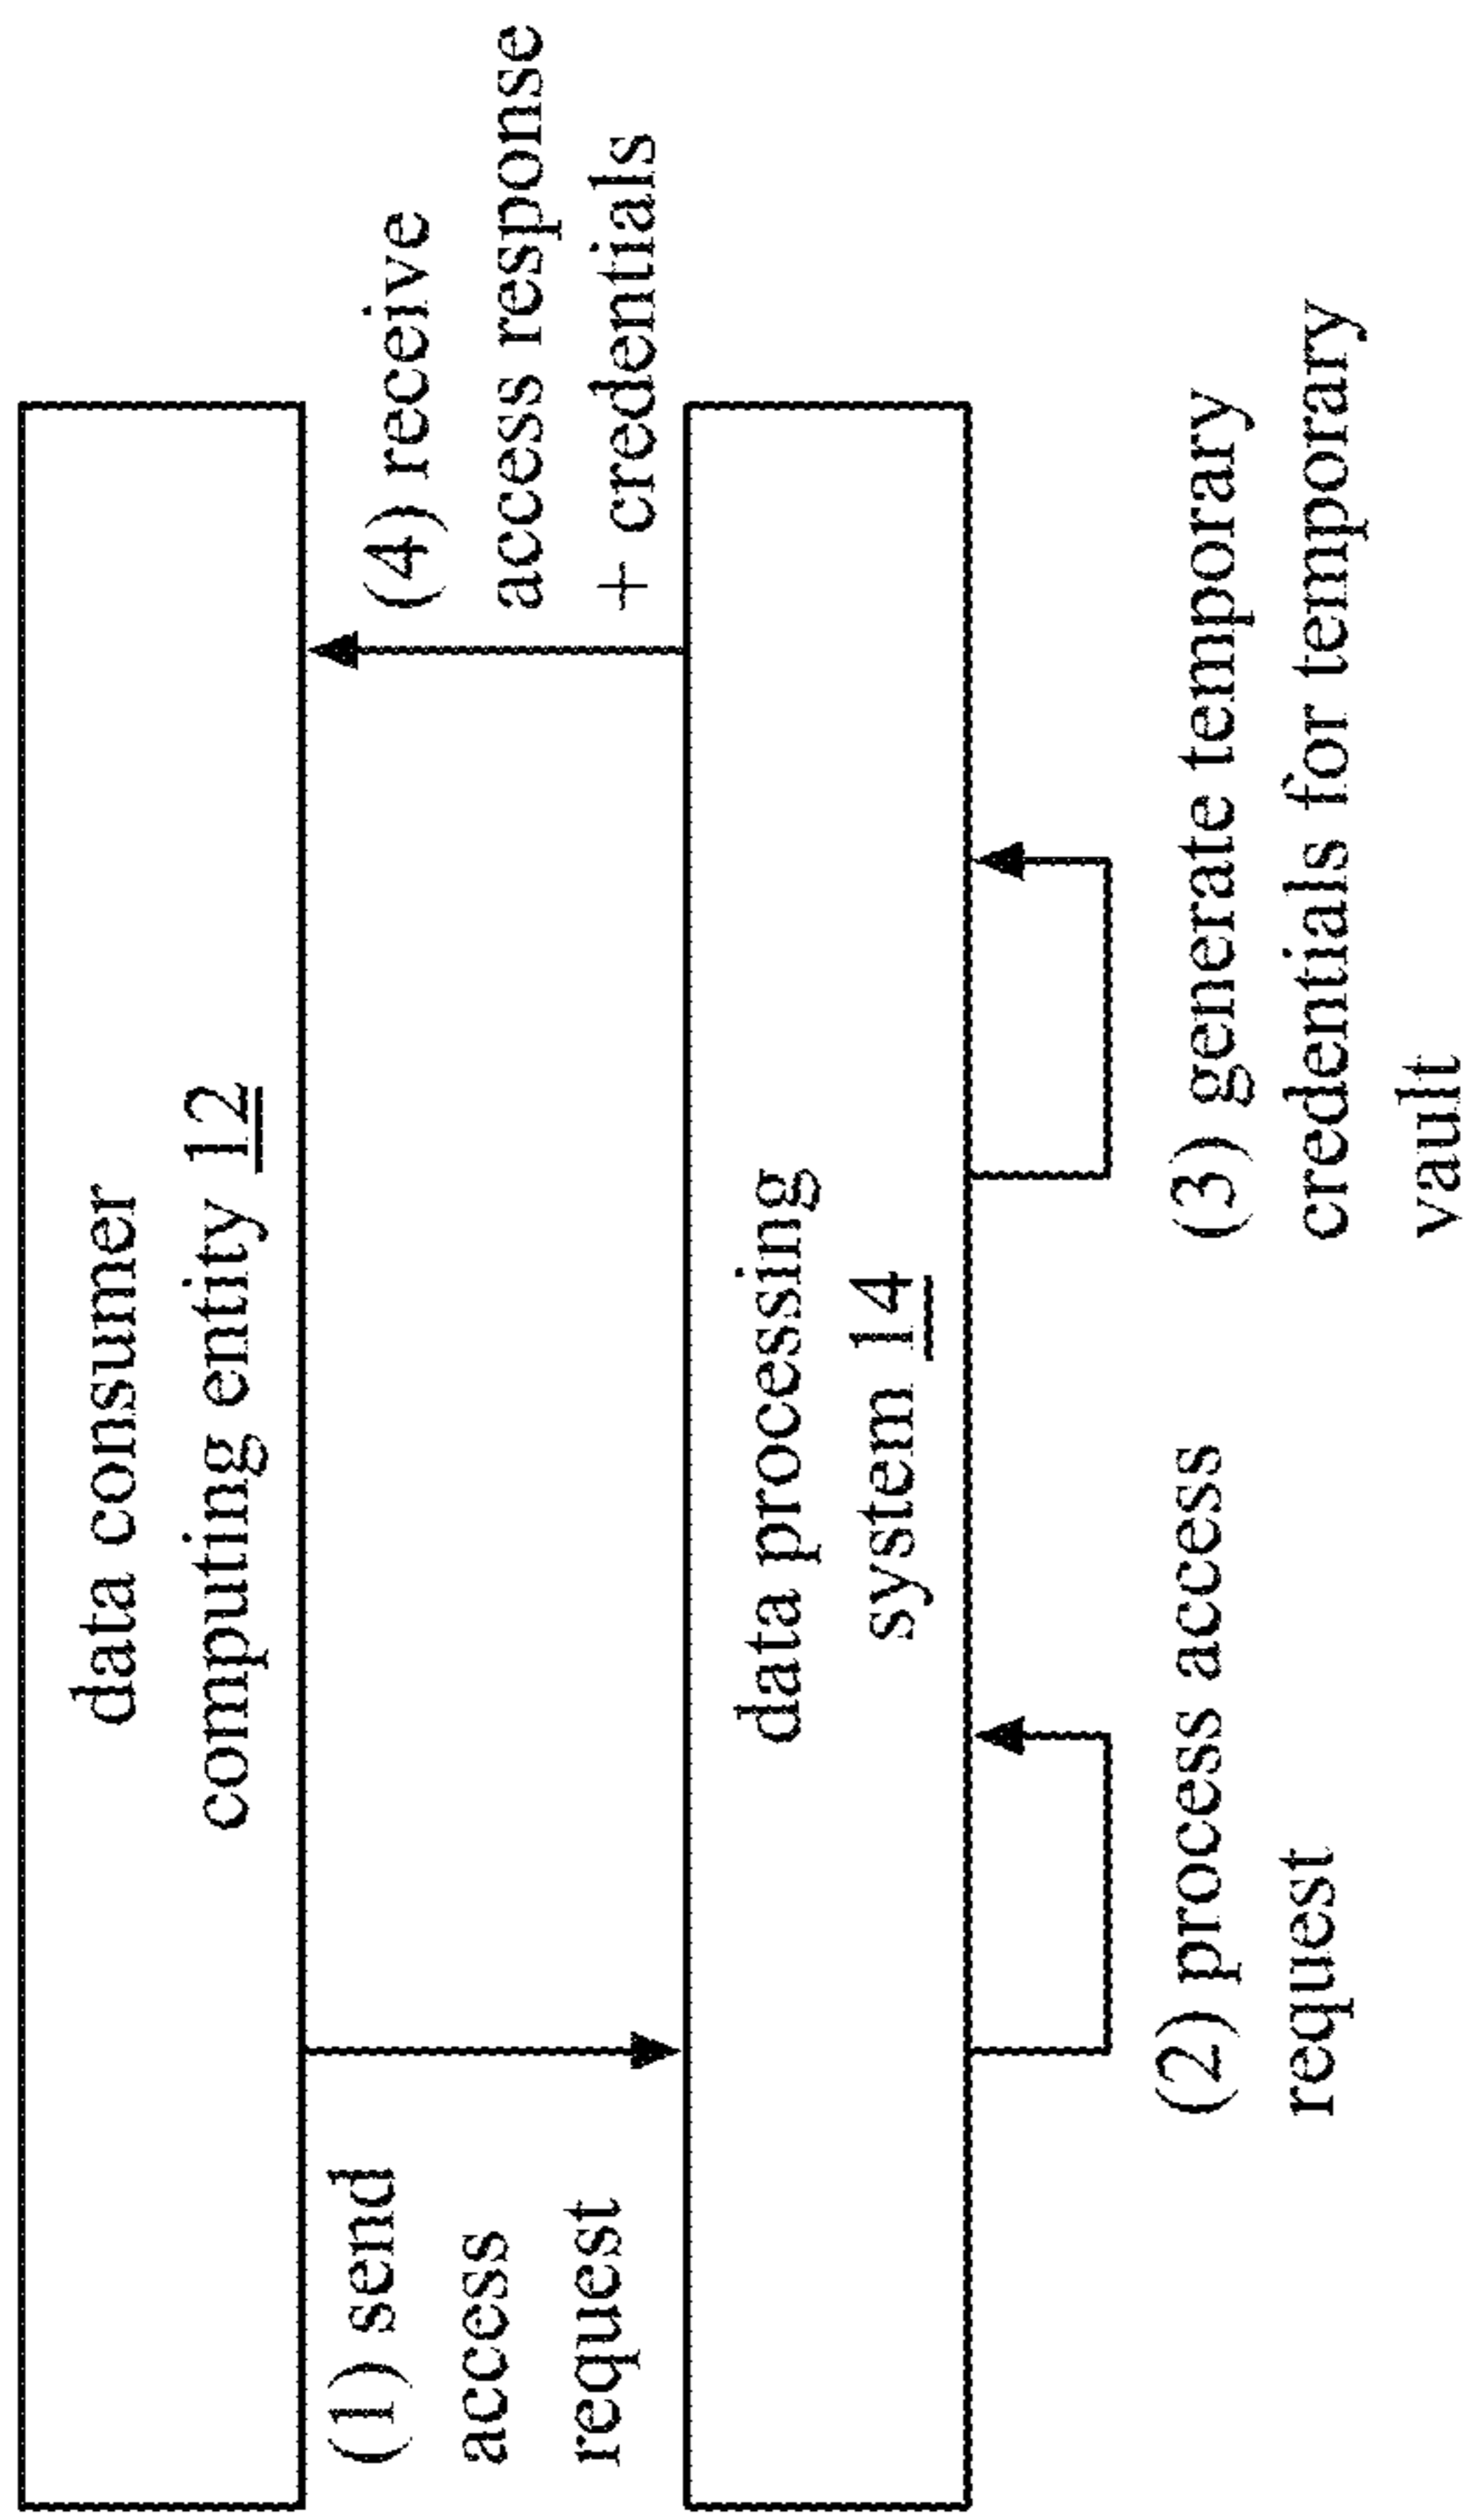 data consumer
computing entity 12
(1) send
access
request
(4) receive
access response
+ credentials
data processing
system 14
(2) process access
request
(3) generate temporary
credentials for temporary
vault